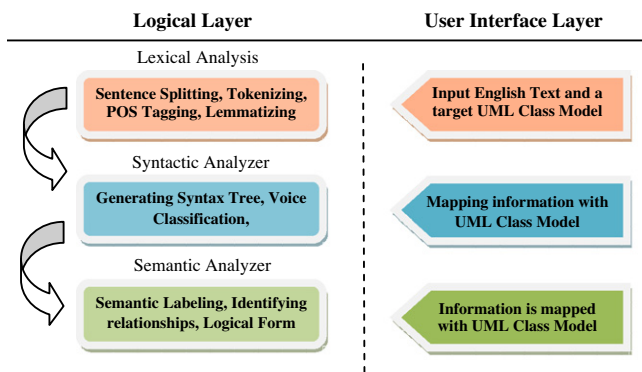 Logical Layer
User Interface Layer
Lexical Analysis
Sentence Splitting, Tokenizing,
POS Tagging, Lemmatizing
Input English Text and a
target UML Class Model
Syntactic Analyzer
Generating Syntax Tree, Voice
Classification,
Mapping information with
UML Class Model
Semantic Analyzer
Semantic Labeling, Identifying
relationships, Logical Form
Information is mapped
with UML Class Model